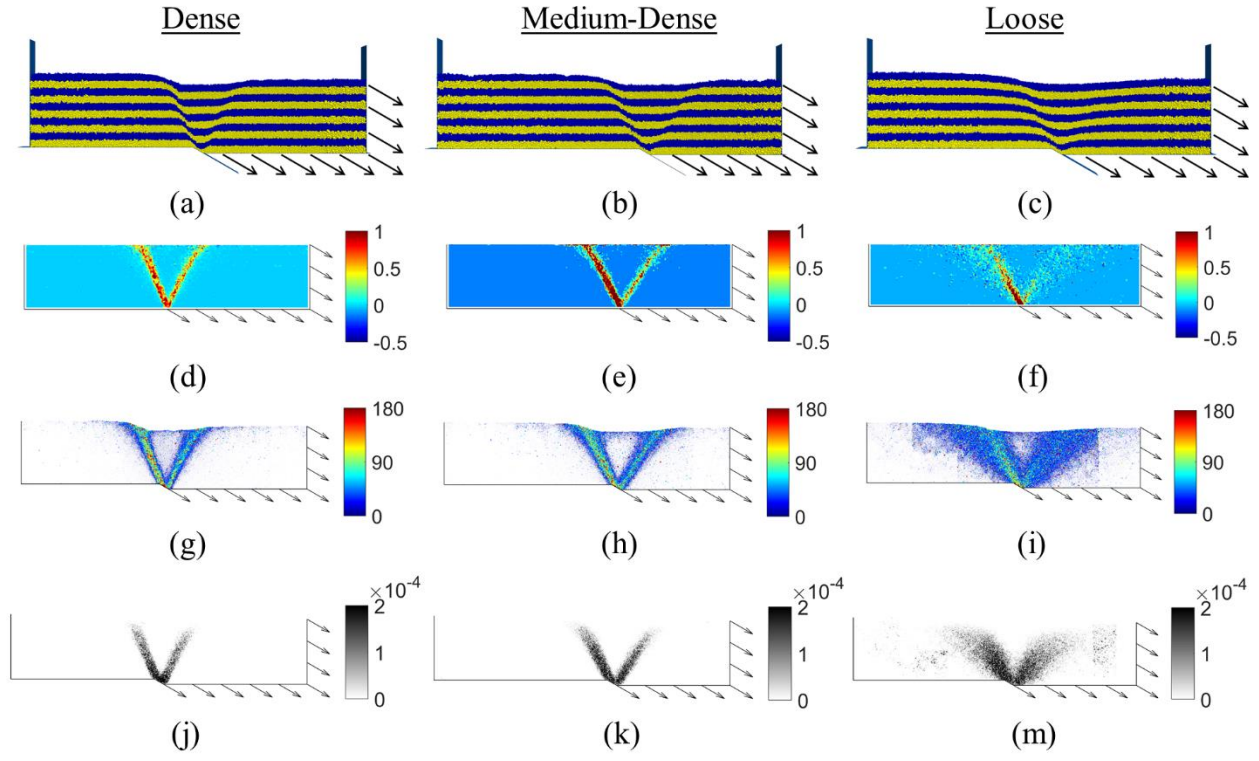 Dense Medium-Dense Loose
(a) (b) (c)
1 1 1
0.5 0.5 0.5
0 0 0
-0.5 -0.5 -0.5
(d) (e) (f)
180 180 180
90 90 90
0 0 0
(g) (h) (i)
×10⁻⁴ ×10⁻⁴ ×10⁻⁴
2 2 2
1 1 1
0 0 0
(j) (k) (m)